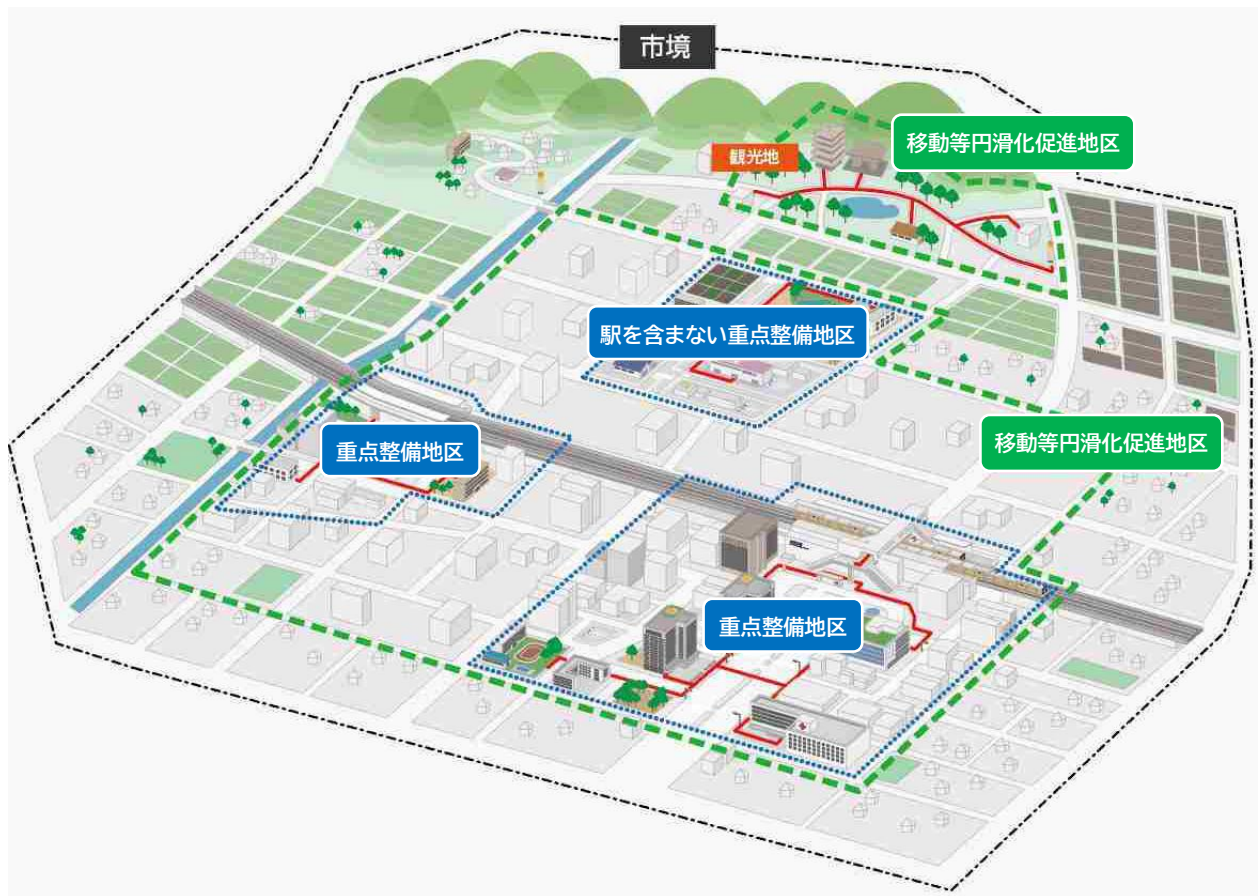 市境
移動等円滑化促進地区
観光地
駅を含まない重点整備地区
重点整備地区
移動等円滑化促進地区
重点整備地区